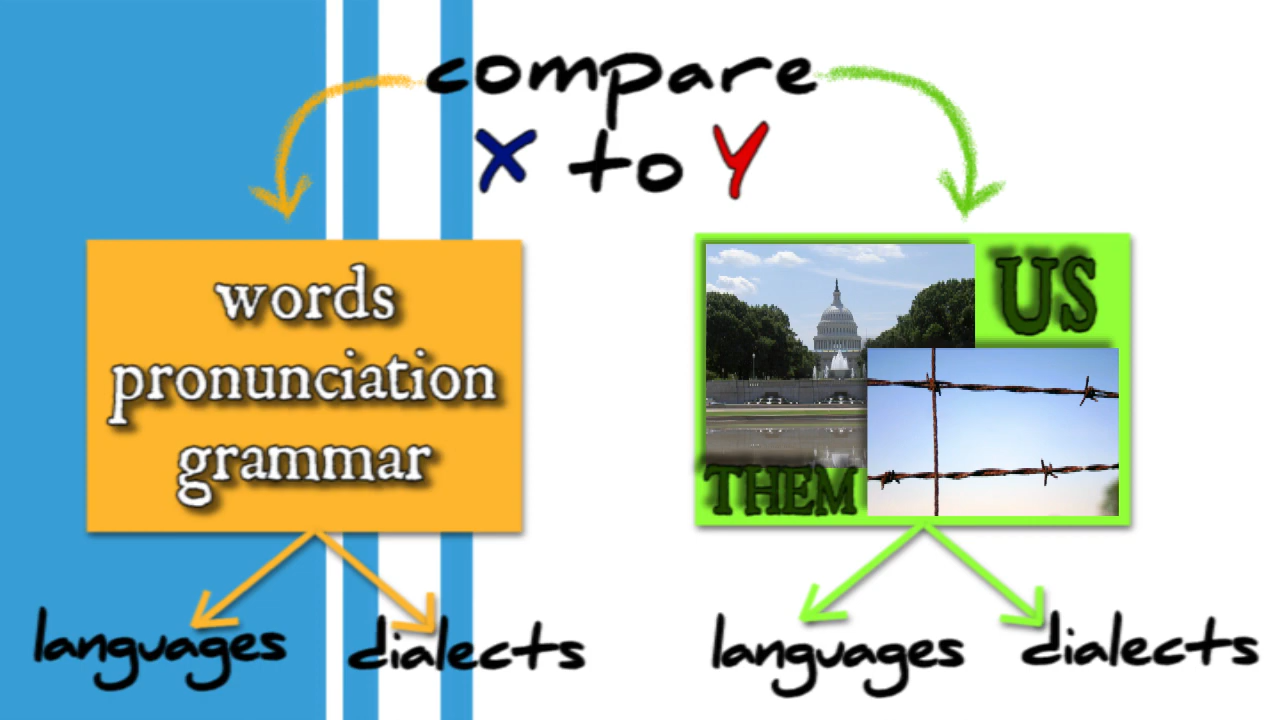 compare
X to Y
words
pronunciation
grammar
US
THEM
languages
dialects
languages
dialects